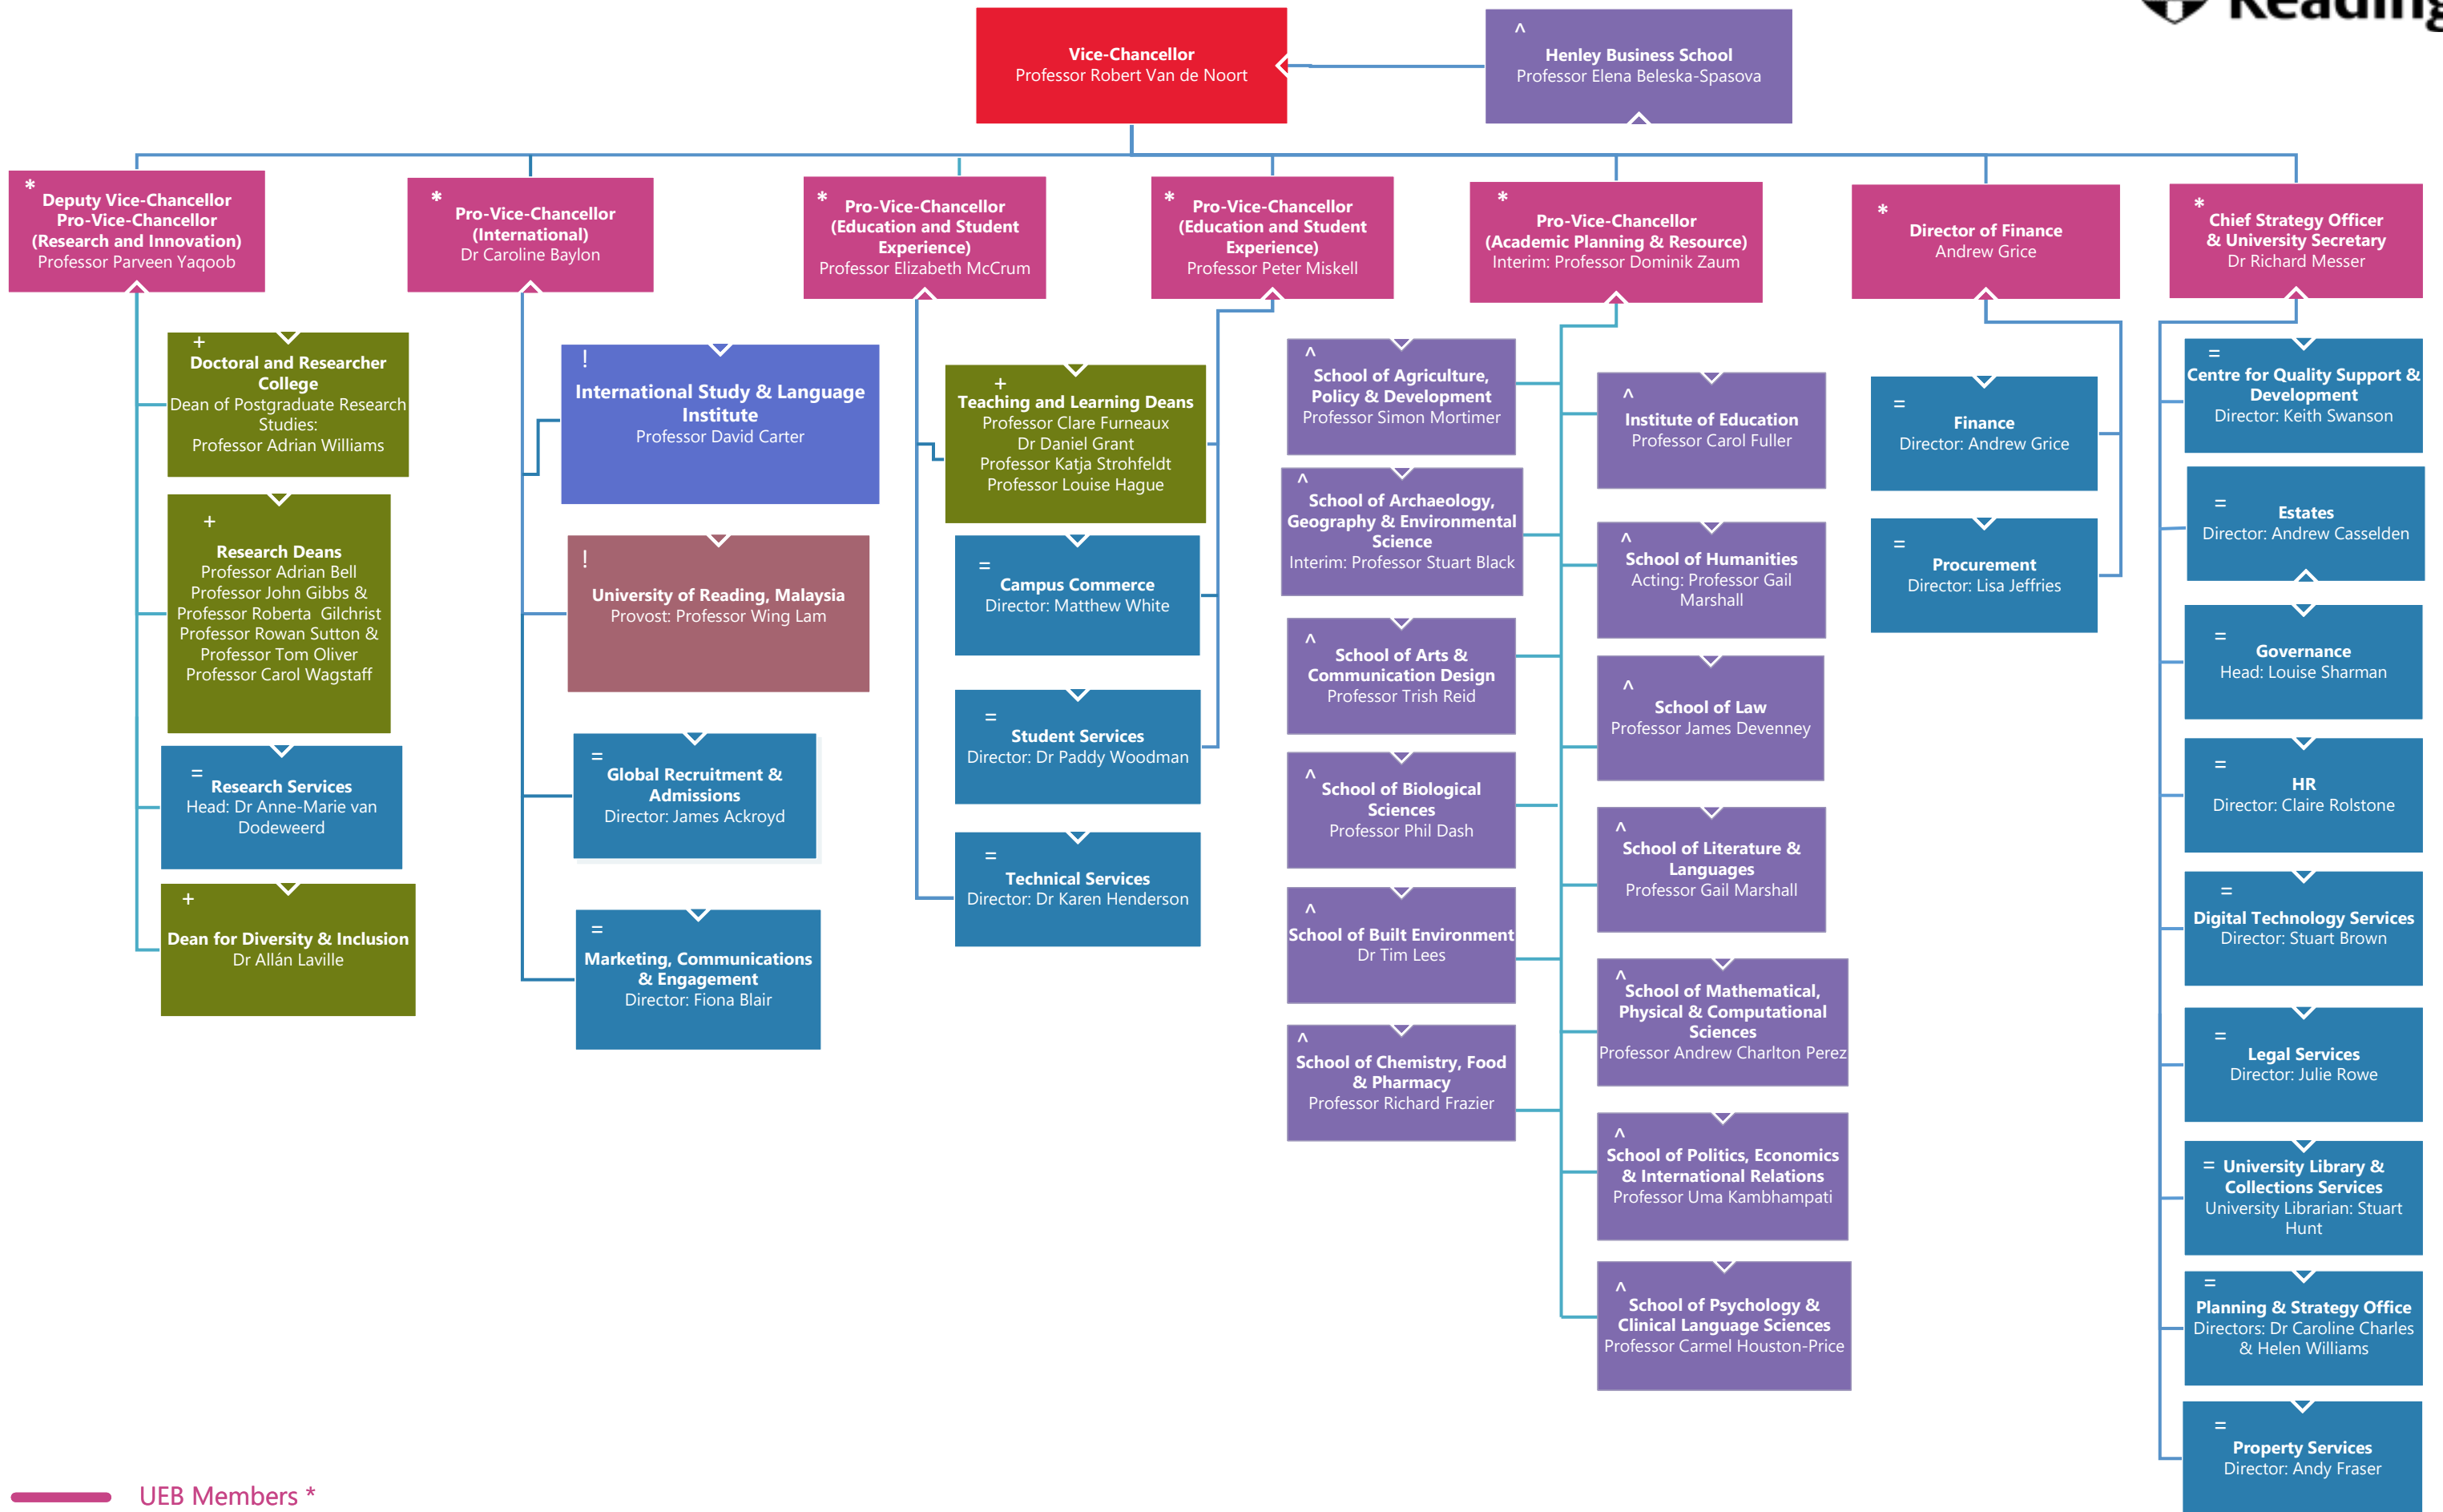 Reading
Vice-Chancellor
Professor Robert Van de Noort
^
Henley Business School
Professor Elena Beleska-Spasova
*
Deputy Vice-Chancellor
Pro-Vice-Chancellor
(Research and Innovation)
Professor Parveen Yaqoob
*
Pro-Vice-Chancellor
(International)
Dr Caroline Baylon
*
Pro-Vice-Chancellor
(Education and Student
Experience)
Professor Elizabeth McCrum
*
Pro-Vice-Chancellor
(Education and Student
Experience)
Professor Peter Miskell
*
Pro-Vice-Chancellor
(Academic Planning & Resource)
Interim: Professor Dominik Zaum
*
Director of Finance
Andrew Grice
*
Chief Strategy Officer
& University Secretary
Dr Richard Messer
+
Doctoral and Researcher
College
Dean of Postgraduate Research
Studies:
Professor Adrian Williams
+
Research Deans
Professor Adrian Bell
Professor John Gibbs &
Professor Roberta Gilchrist
Professor Rowan Sutton &
Professor Tom Oliver
Professor Carol Wagstaff
=
Research Services
Head: Dr Anne-Marie van
Dodeweerd
+
Dean for Diversity & Inclusion
Dr Allán Laville
!
International Study & Language
Institute
Professor David Carter
!
University of Reading, Malaysia
Provost: Professor Wing Lam
=
Global Recruitment &
Admissions
Director: James Ackroyd
=
Marketing, Communications
& Engagement
Director: Fiona Blair
+
Teaching and Learning Deans
Professor Clare Furneaux
Dr Daniel Grant
Professor Katja Strohfeldt
Professor Louise Hague
=
Campus Commerce
Director: Matthew White
=
Student Services
Director: Dr Paddy Woodman
=
Technical Services
Director: Dr Karen Henderson
^
School of Agriculture,
Policy & Development
Professor Simon Mortimer
^
School of Archaeology,
Geography & Environmental
Science
Interim: Professor Stuart Black
^
School of Arts &
Communication Design
Professor Trish Reid
^
School of Biological
Sciences
Professor Phil Dash
^
School of Built Environment
Dr Tim Lees
^
School of Chemistry, Food
& Pharmacy
Professor Richard Frazier
^
Institute of Education
Professor Carol Fuller
^
School of Humanities
Acting: Professor Gail
Marshall
^
School of Law
Professor James Devenney
^
School of Literature &
Languages
Professor Gail Marshall
^
School of Mathematical,
Physical & Computational
Sciences
Professor Andrew Charlton Perez
^
School of Politics, Economics
& International Relations
Professor Uma Kambhampati
^
School of Psychology &
Clinical Language Sciences
Professor Carmel Houston-Price
=
Finance
Director: Andrew Grice
=
Procurement
Director: Lisa Jeffries
=
Centre for Quality Support &
Development
Director: Keith Swanson
=
Estates
Director: Andrew Casselden
=
Governance
Head: Louise Sharman
=
HR
Director: Claire Rolstone
=
Digital Technology Services
Director: Stuart Brown
=
Legal Services
Director: Julie Rowe
= University Library &
Collections Services
University Librarian: Stuart
Hunt
=
Planning & Strategy Office
Directors: Dr Caroline Charles
& Helen Williams
=
Property Services
Director: Andy Fraser
UEB Members *